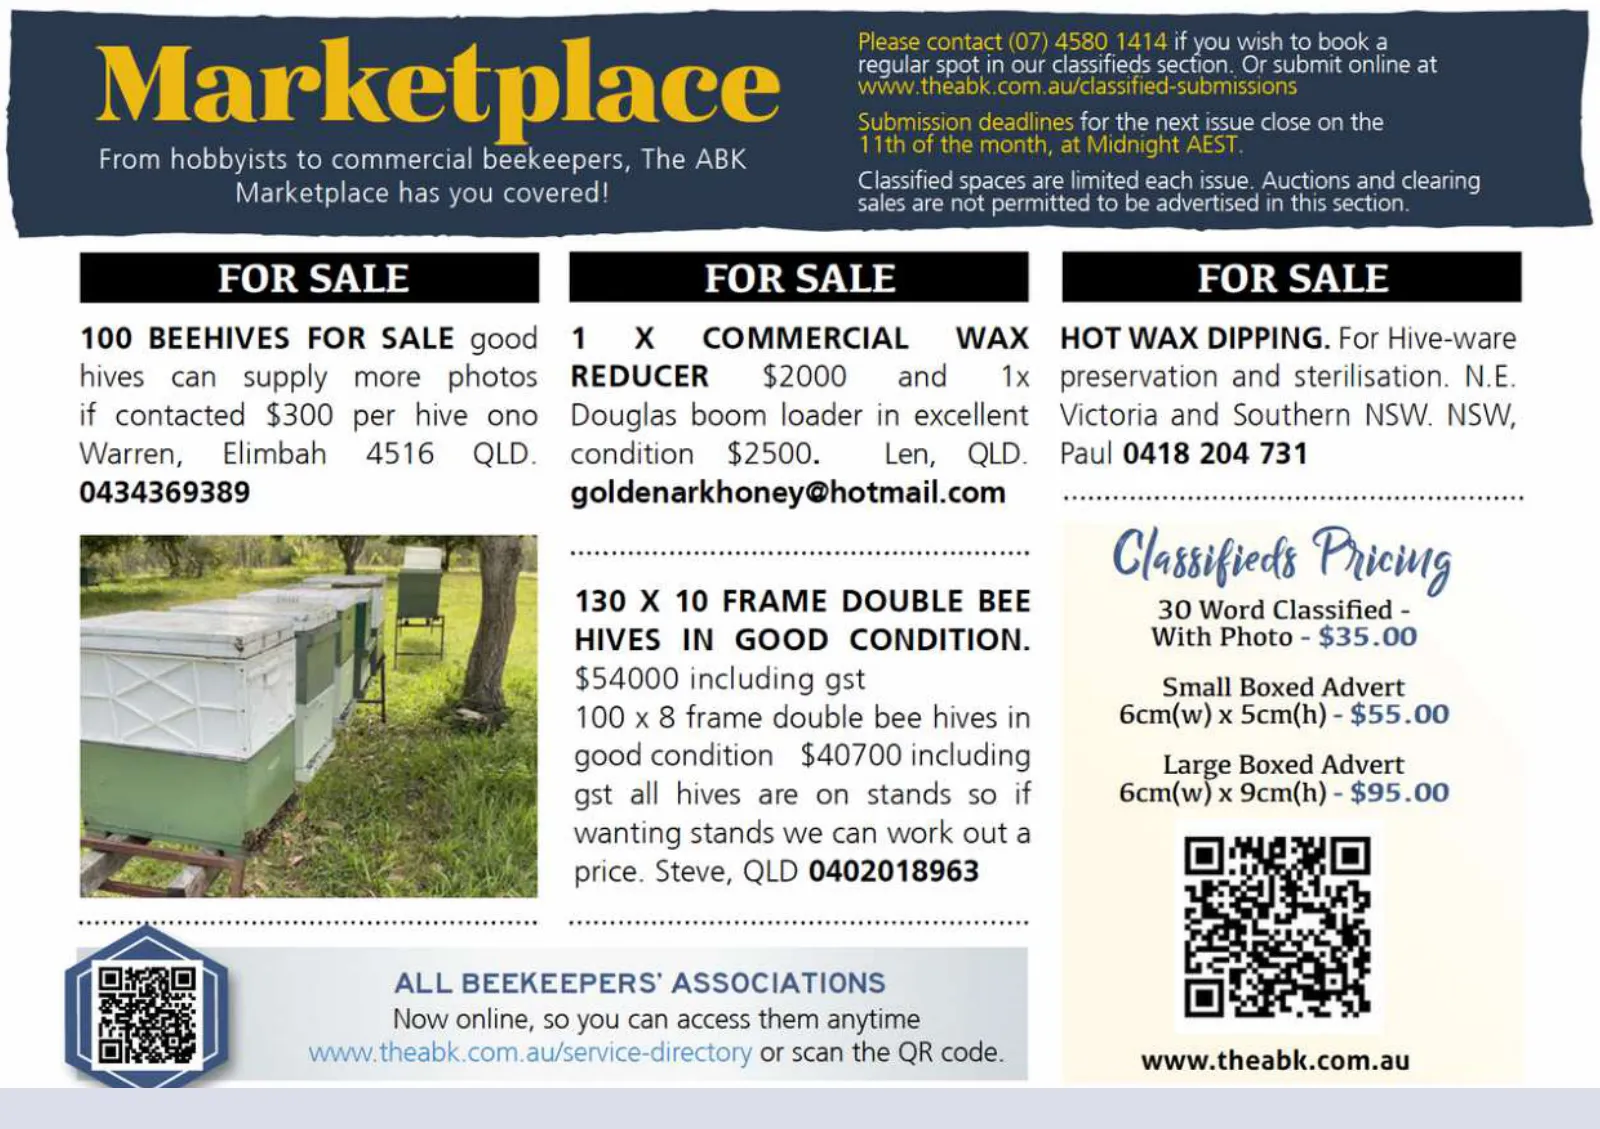 Marketplace
From hobbyists to commercial beekeepers, The ABK
Marketplace has you covered!
Please contact (07) 4580 1414 if you wish to book a
regular spot in our classifieds section. Or submit online at
www.theabk.com.au/classified-submissions
Submission deadlines for the next issue close on the
11th of the month, at Midnight AEST.
Classified spaces are limited each issue. Auctions and clearing
sales are not permitted to be advertised in this section.
FOR SALE
100 BEEHIVES FOR SALE good
hives can supply more photos
if contacted $300 per hive ono
Warren, Elimbah 4516 QLD.
0434369389
FOR SALE
1 X COMMERCIAL WAX
REDUCER $2000 and 1x
Douglas boom loader in excellent
condition $2500. Len, QLD.
goldenarkhoney@hotmail.com
130 X 10 FRAME DOUBLE BEE
HIVES IN GOOD CONDITION.
$54000 including gst
100 x 8 frame double bee hives in
good condition $40700 including
gst all hives are on stands so if
wanting stands we can work out a
price. Steve, QLD 0402018963
FOR SALE
HOT WAX DIPPING. For Hive-ware
preservation and sterilisation. N.E.
Victoria and Southern NSW. NSW,
Paul 0418 204 731
Classifieds Pricing
30 Word Classified -
With Photo - $35.00
Small Boxed Advert
6cm(w) x 5cm(h) - $55.00
Large Boxed Advert
6cm(w) x 9cm(h) - $95.00
www.theabk.com.au
ALL BEEKEEPERS' ASSOCIATIONS
Now online, so you can access them anytime
www.theabk.com.au/service-directory or scan the QR code.